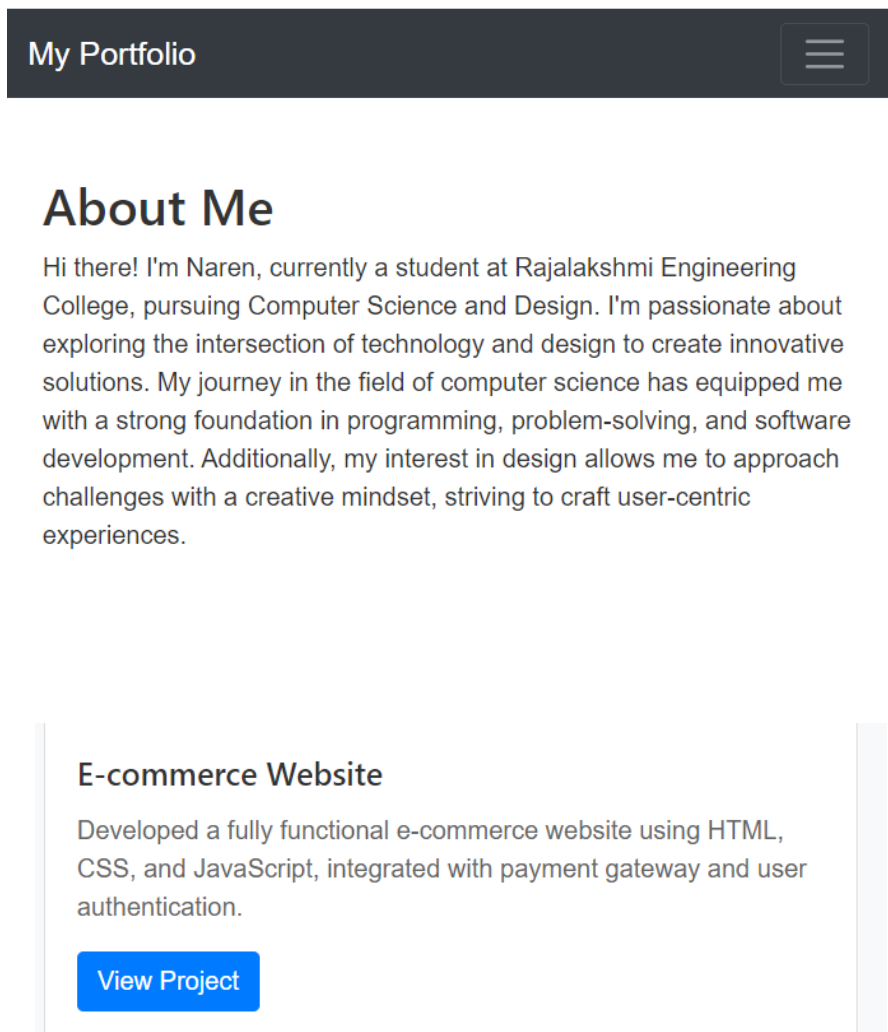 My Portfolio
About Me
Hi there! I'm Naren, currently a student at Rajalakshmi Engineering
College, pursuing Computer Science and Design. I'm passionate about
exploring the intersection of technology and design to create innovative
solutions. My journey in the field of computer science has equipped me
with a strong foundation in programming, problem-solving, and software
development. Additionally, my interest in design allows me to approach
challenges with a creative mindset, striving to craft user-centric
experiences.
E-commerce Website
Developed a fully functional e-commerce website using HTML,
CSS, and JavaScript, integrated with payment gateway and user
authentication.
View Project